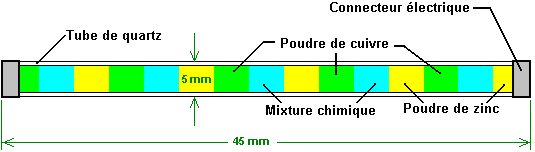 Connecteur électrique
Tube de quartz
Poudre de cuivre
5 mm
Mixture chimique
Poudre de zinc
45 mm